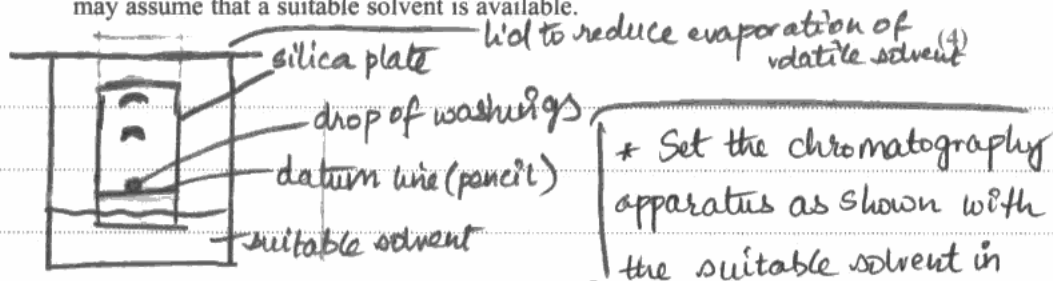 may assume that a suitable solvent is available.
(4)
lid to reduce evaporation of
volatile solvent
silica plate
drop of washings
datum line (pencil)
suitable solvent
* Set the chromatography
apparatus as shown with
the suitable solvent in